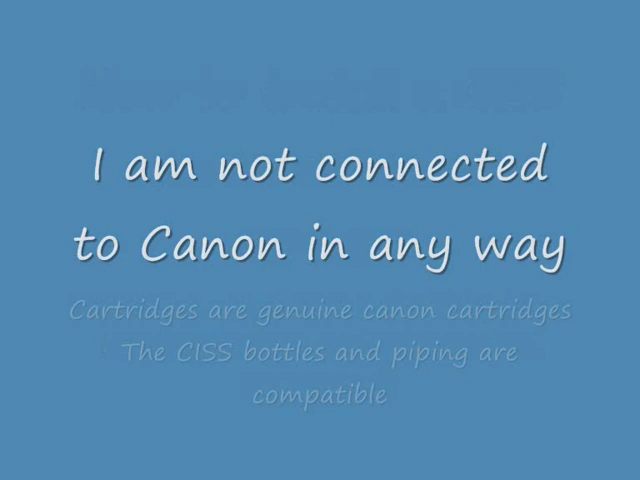 I am not connected
to Canon in any way
Cartridges are genuine canon cartridges
The CISS bottles and piping are
compatible